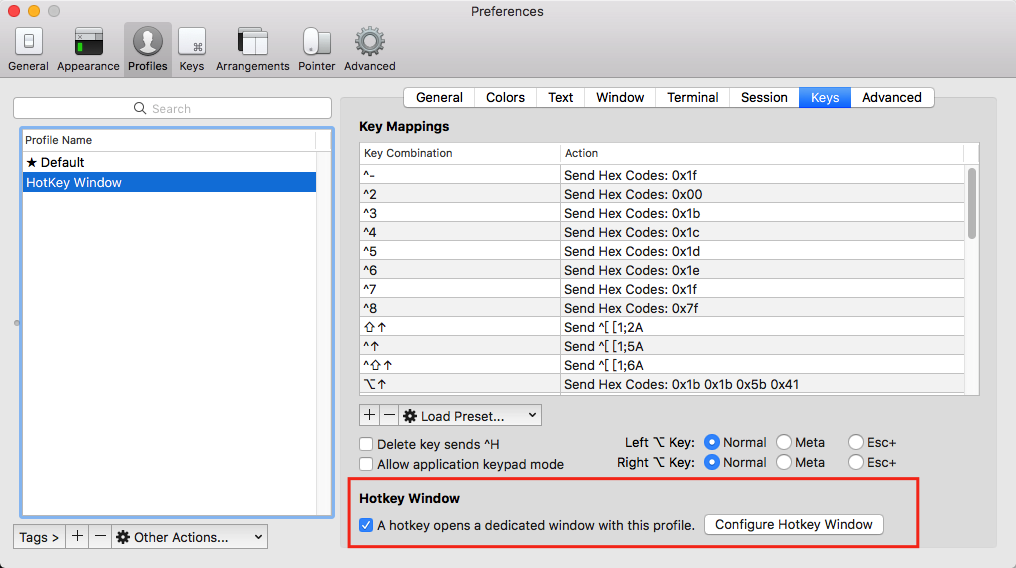 Preferences
General Appearance Profiles Keys Arrangements Pointer Advanced
Search
Profile Name
★ Default
HotKey Window
Tags > + − Other Actions...
General Colors Text Window Terminal Session Keys Advanced
Key Mappings
Key Combination Action
^- Send Hex Codes: 0x1f
^2 Send Hex Codes: 0x00
^3 Send Hex Codes: 0x1b
^4 Send Hex Codes: 0x1c
^5 Send Hex Codes: 0x1d
^6 Send Hex Codes: 0x1e
^7 Send Hex Codes: 0x1f
^8 Send Hex Codes: 0x7f
⇧↑ Send ^[ [1;2A
^↑ Send ^[ [1;5A
^⇧↑ Send ^[ [1;6A
⌥↑ Send Hex Codes: 0x1b 0x1b 0x5b 0x41
+ − Load Preset...
Delete key sends ^H
Allow application keypad mode
Left ⌥ Key: Normal Meta Esc+
Right ⌥ Key: Normal Meta Esc+
Hotkey Window
A hotkey opens a dedicated window with this profile. Configure Hotkey Window